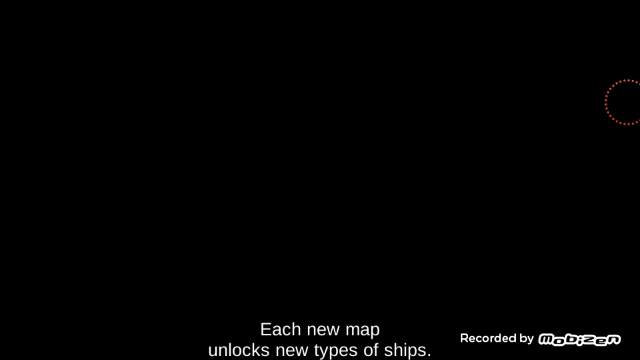 Each new map
unlocks new types of ships.
Recorded by mobizen